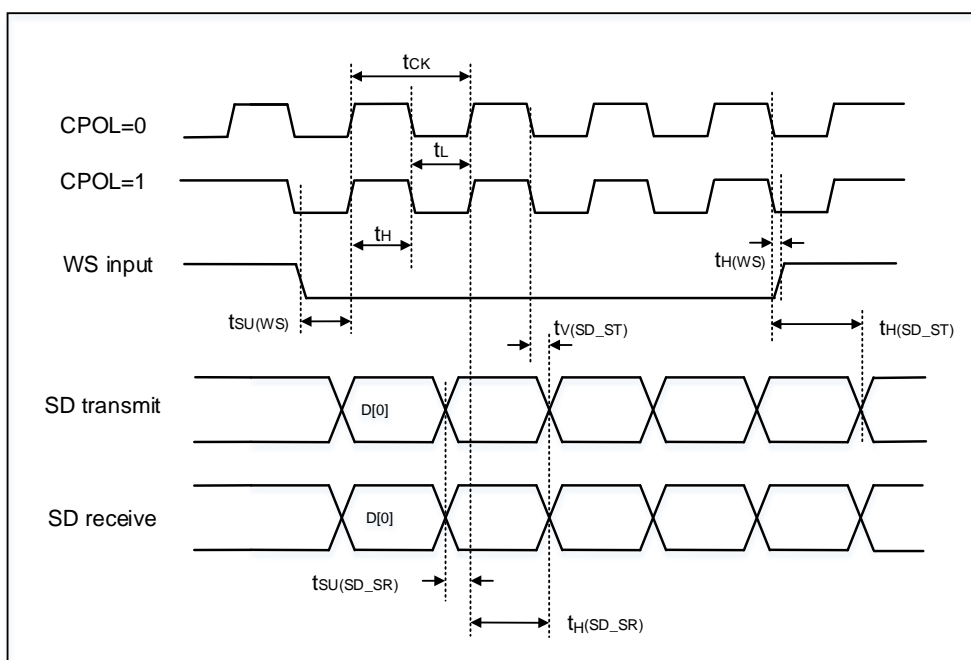 tCK
CPOL=0
tL
CPOL=1
tH
WS input
tH(WS)
tSU(WS)
tV(SD_ST)
tH(SD_ST)
SD transmit
D[0]
SD receive
D[0]
tSU(SD_SR)
tH(SD_SR)